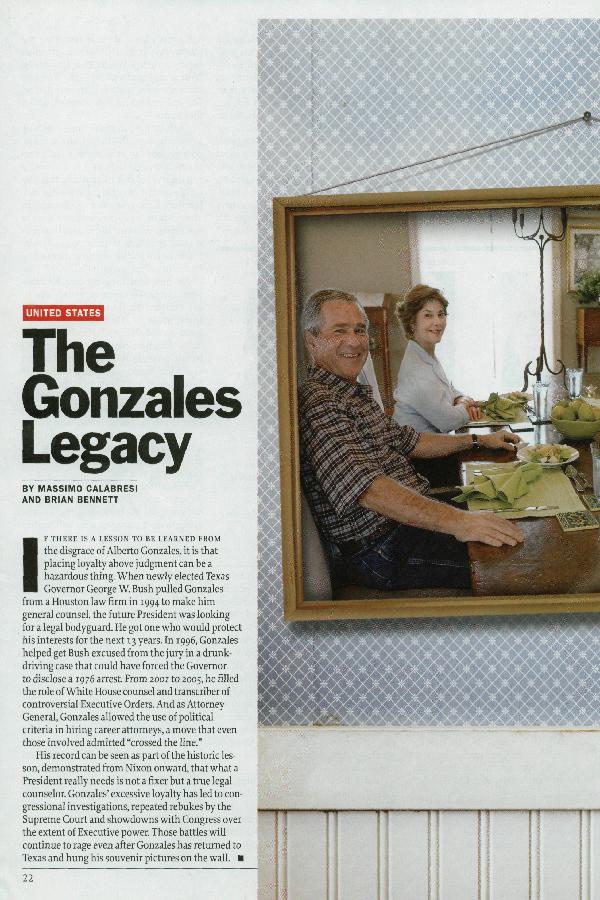 UNITED STATES
The
Gonzales
Legacy
BY MASSIMO CALABRESI
AND BRIAN BENNETT
IF THERE IS A LESSON TO BE LEARNED FROM
the disgrace of Alberto Gonzales, it is that
placing loyalty above judgment can be a
hazardous thing. When newly elected Texas
Governor George W. Bush pulled Gonzales
from a Houston law firm in 1994 to make him
general counsel, the future President was looking
for a legal bodyguard. He got one who would protect
his interests for the next 13 years. In 1996, Gonzales
helped get Bush excused from the jury in a drunk-
driving case that could have forced the Governor
to disclose a 1976 arrest. From 2001 to 2005, he filled
the role of White House counsel and transcriber of
controversial Executive Orders. And as Attorney
General, Gonzales allowed the use of political
criteria in hiring career attorneys, a move that even
those involved admitted “crossed the line.”
His record can be seen as part of the historic les-
son, demonstrated from Nixon onward, that what a
President really needs is not a fixer but a true legal
counselor. Gonzales’ excessive loyalty has led to con-
gressional investigations, repeated rebukes by the
Supreme Court and showdowns with Congress over
the extent of Executive power. Those battles will
continue to rage even after Gonzales has returned to
Texas and hung his souvenir pictures on the wall. ■
22